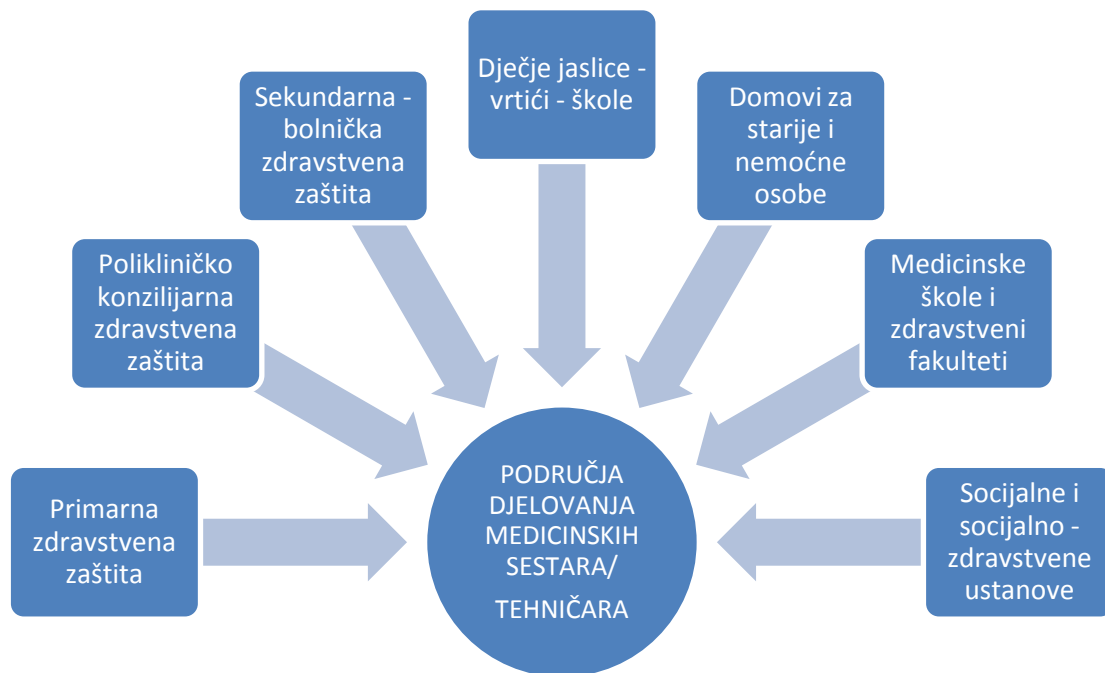 Dječje jaslice -
vrtići - škole
Sekundarna -
bolnička
zdravstvena
zaštita
Domovi za
starije i
nemoćne
osobe
Polikliničko
konzilijarna
zdravstvena
zaštita
Medicinske
škole i
zdravstveni
fakulteti
Primarna
zdravstvena
zaštita
PODRUČJA
DJELOVANJA
MEDICINSKIH
SESTARA/
TEHNIČARA
Socijalne i
socijalno -
zdravstvene
ustanove